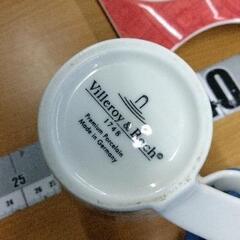 Villeroy & Boch©
1748
Premium Porcelain
Made in Germany
25